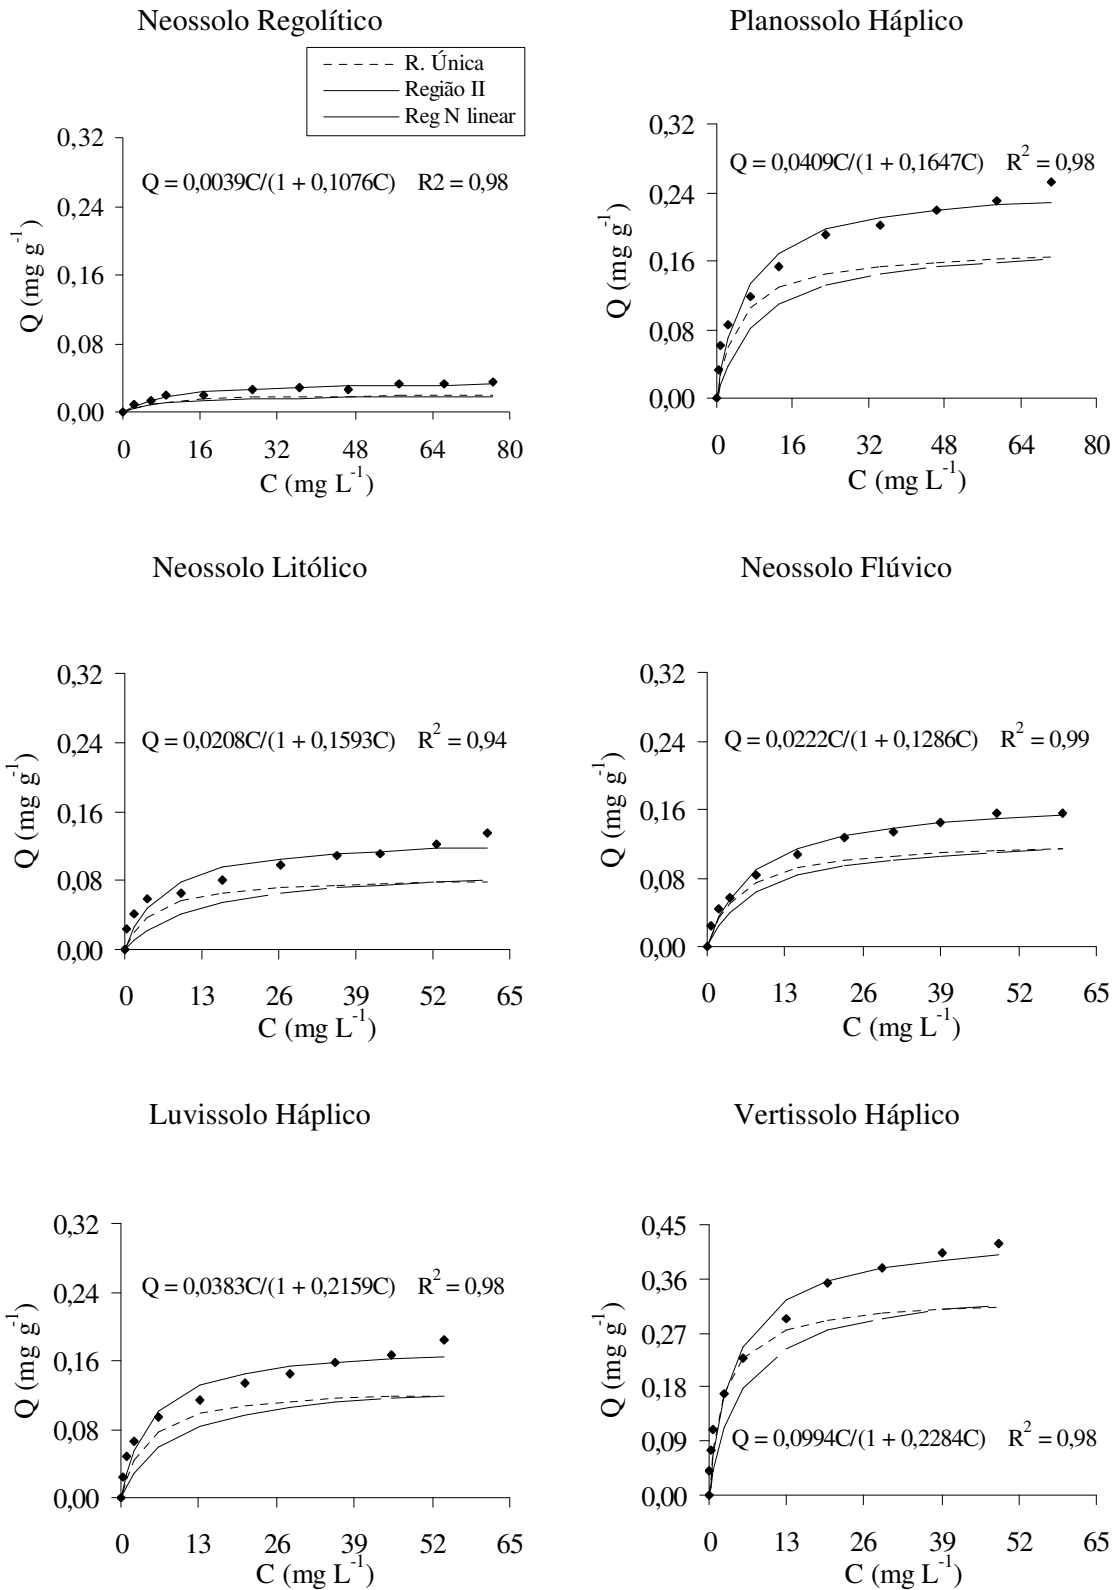 Neossolo Regolítico
R. Única
Região II
Reg N linear
0,32
0,24
0,16
0,08
0,00
Q (mg g-1)
Q = 0,0039C/(1 + 0,1076C) R2 = 0,98
0 16 32 48 64 80
C (mg L-1)
Planossolo Háplico
0,32
0,24
0,16
0,08
0,00
Q (mg g-1)
Q = 0,0409C/(1 + 0,1647C) R2 = 0,98
0 16 32 48 64 80
C (mg L-1)
Neossolo Litólico
0,32
0,24
0,16
0,08
0,00
Q (mg g-1)
Q = 0,0208C/(1 + 0,1593C) R2 = 0,94
0 13 26 39 52 65
C (mg L-1)
Neossolo Flúvico
0,32
0,24
0,16
0,08
0,00
Q (mg g-1)
Q = 0,0222C/(1 + 0,1286C) R2 = 0,99
0 13 26 39 52 65
C (mg L-1)
Luvissolo Háplico
0,32
0,24
0,16
0,08
0,00
Q (mg g-1)
Q = 0,0383C/(1 + 0,2159C) R2 = 0,98
0 13 26 39 52 65
C (mg L-1)
Vertissolo Háplico
0,45
0,36
0,27
0,18
0,09
0,00
Q (mg g-1)
Q = 0,0994C/(1 + 0,2284C) R2 = 0,98
0 13 26 39 52 65
C (mg L-1)